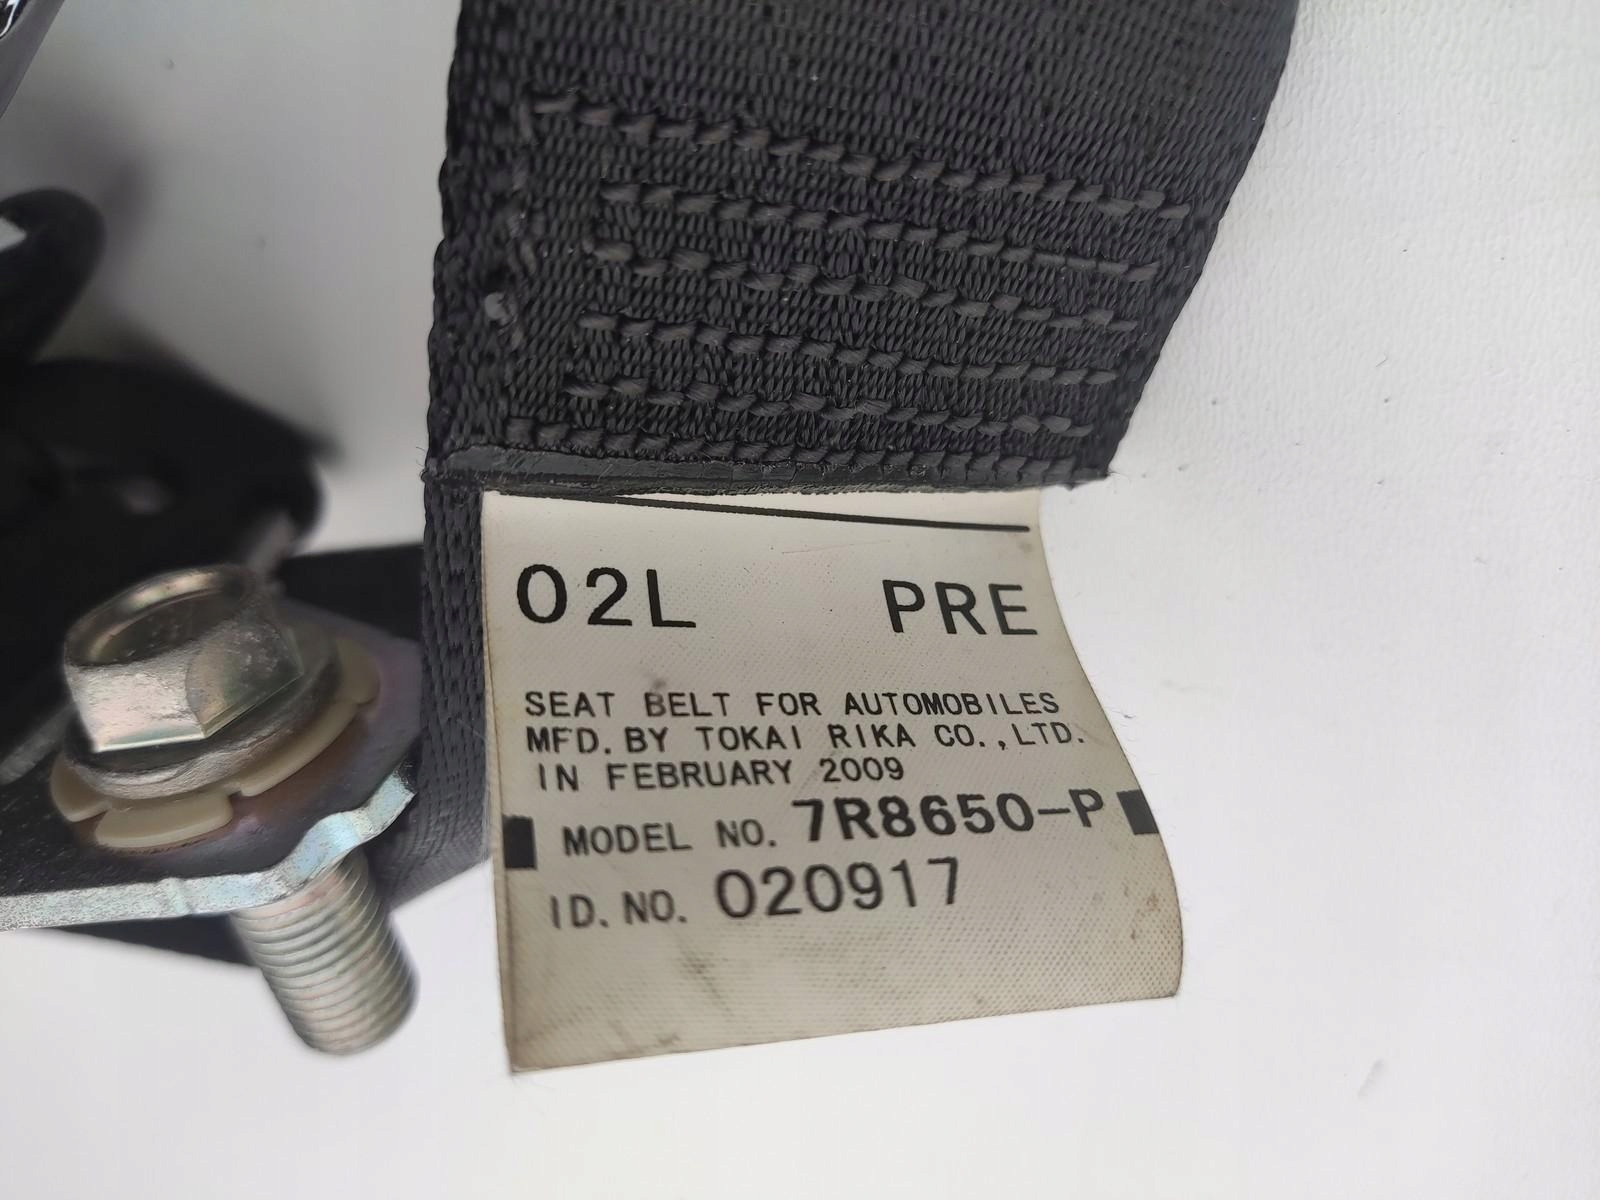 02L PRE
SEAT BELT FOR AUTOMOBILES
MFD. BY TOKAI RIKA CO., LTD.
IN FEBRUARY 2009
MODEL NO. 7R8650-P
ID. NO. 020917